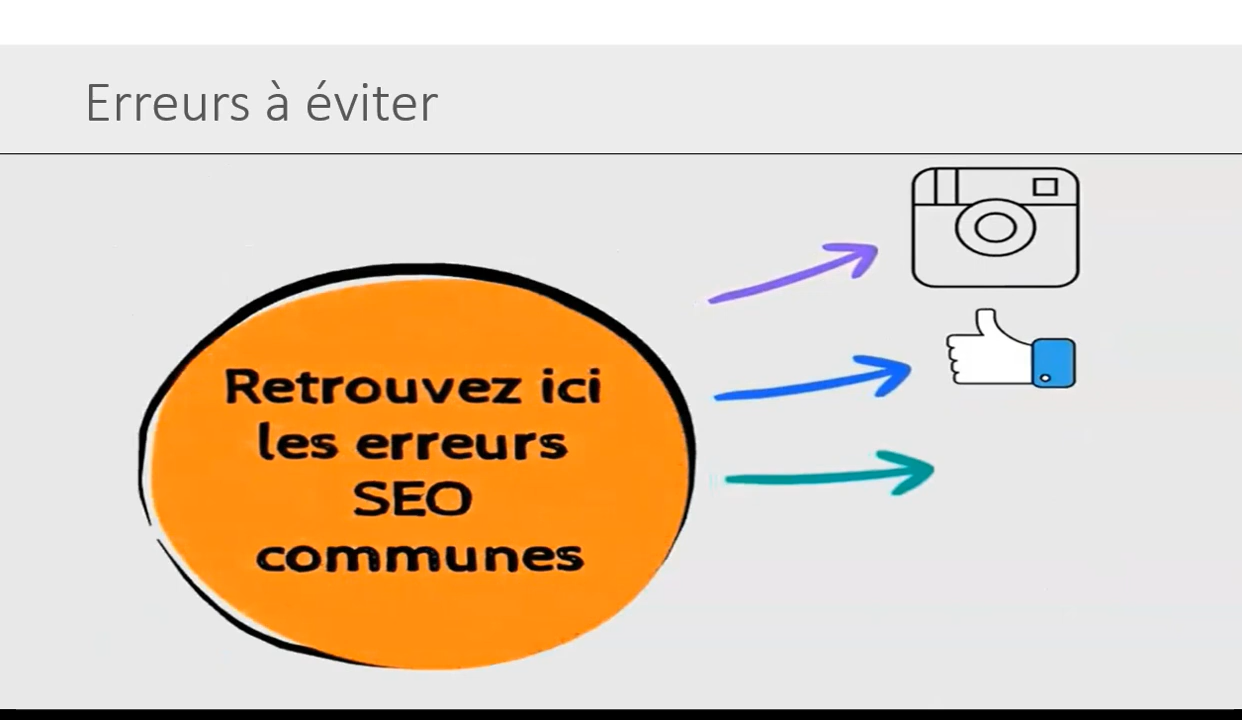 Erreurs à éviter
Retrouvez ici
les erreurs
SEO
communes